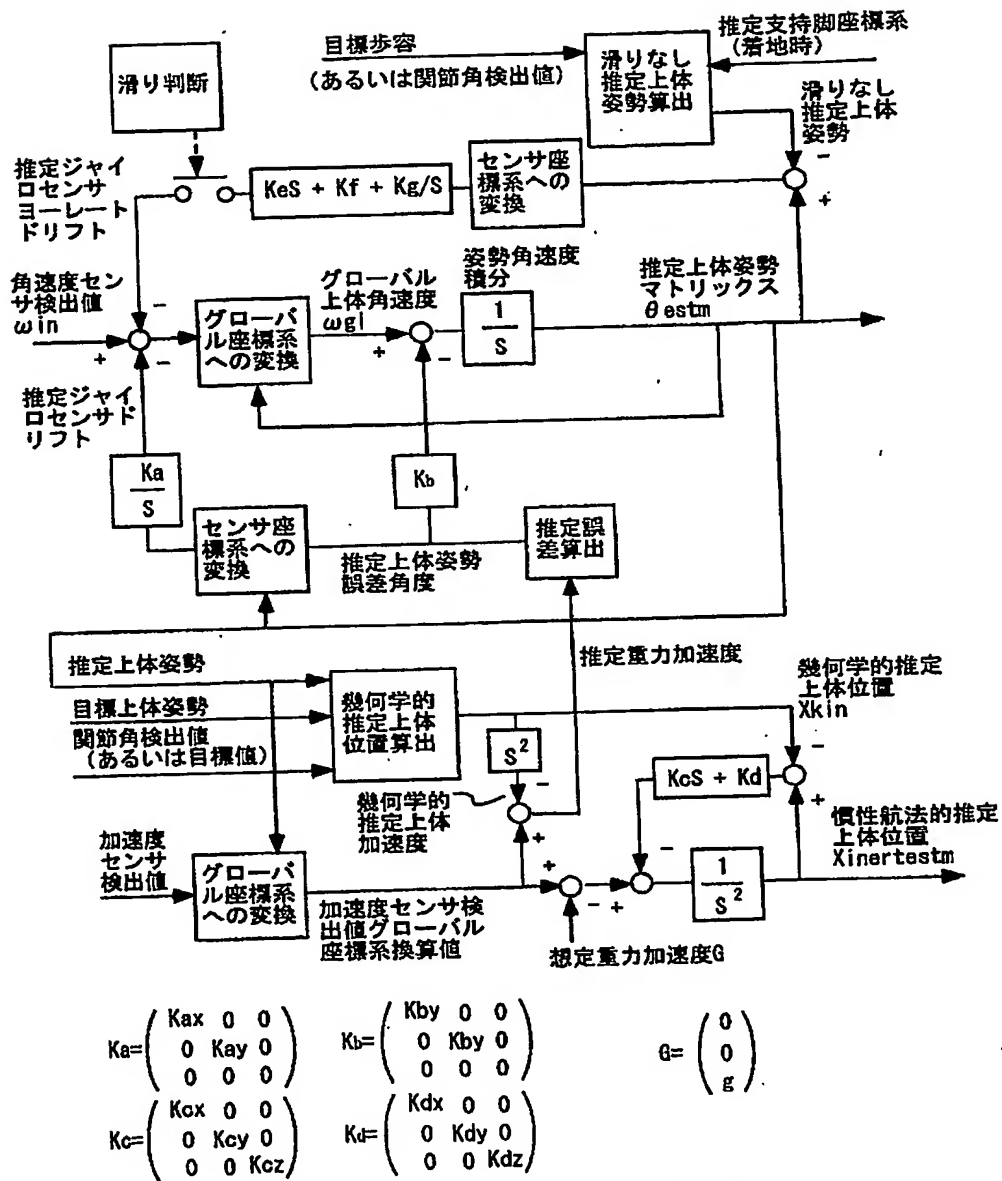 滑り判断
目標歩容
(あるいは関節角検出値)
滑りなし
推定上体
姿勢算出
推定支持脚座標系
(着地時)
滑りなし
推定上体
姿勢
-
+
センサ座
標系への
変換
KeS + Kf + Kg/S
推定ジャイ
ロセンサ
ヨーレート
ドリフト
角速度セン
サ検出値
ωin
+
-
-
推定ジャイ
ロセンサド
リフト
グローバ
ル座標系
への変換
グローバル
上体角速度
ωgl
+
-
姿勢角速度
積分
1
S
推定上体姿勢
マトリックス
θestm
Ka
S
Kb
センサ座
標系への
変換
推定上体姿勢
誤差角度
推定誤
差算出
推定重力加速度
推定上体姿勢
目標上体姿勢
関節角検出値
(あるいは目標値)
幾何学的
推定上体
位置算出
S²
-
+
幾何学的
推定上体
加速度
幾何学的推定
上体位置
Xkin
-
+
KcS + Kd
慣性航法的推定
上体位置
Xinertestm
加速度
センサ
検出値
グローバ
ル座標系
への変換
加速度センサ検
出値グローバル
座標系換算値
+
-
+
-
1
S²
想定重力加速度G
Ka=
Kax 0 0
0 Kay 0
0 0 0
Kb=
Kby 0 0
0 Kby 0
0 0 0
G=
0
0
g
Kc=
Kcx 0 0
0 Kcy 0
0 0 Kcz
Kd=
Kdx 0 0
0 Kdy 0
0 0 Kdz